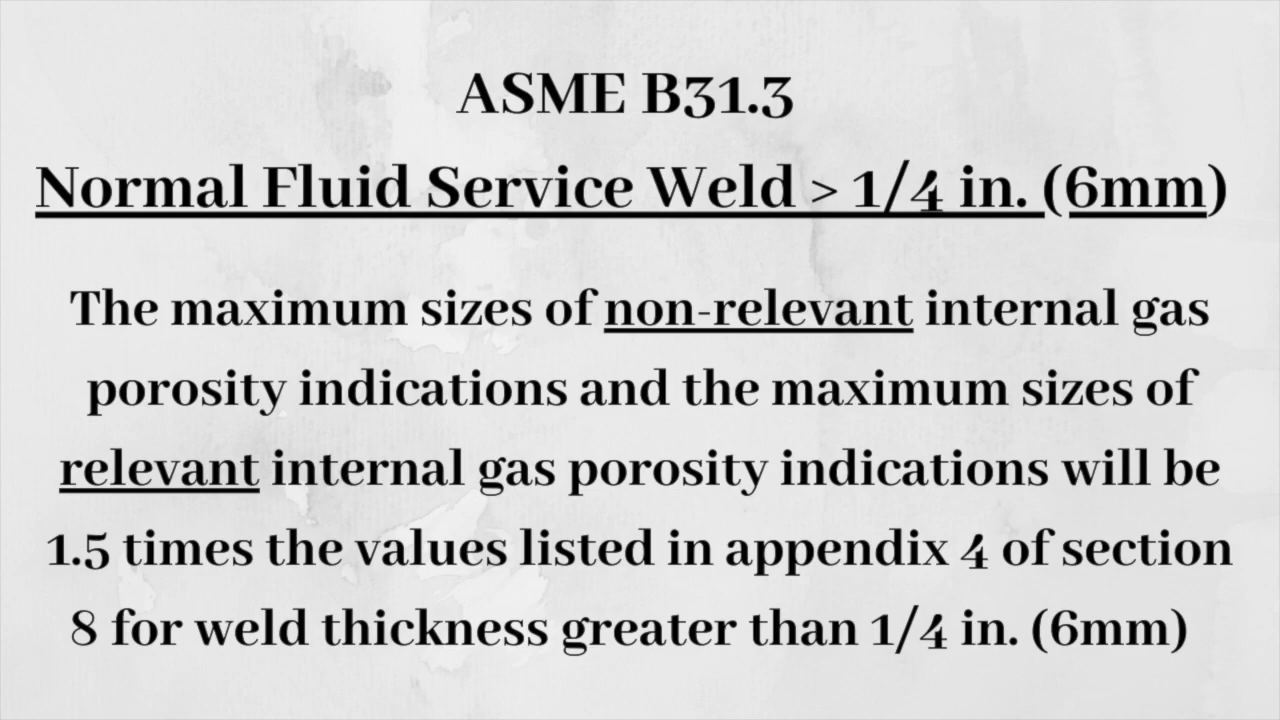 ASME B31.3
Normal Fluid Service Weld > 1/4 in. (6mm)
The maximum sizes of non-relevant internal gas
porosity indications and the maximum sizes of
relevant internal gas porosity indications will be
1.5 times the values listed in appendix 4 of section
8 for weld thickness greater than 1/4 in. (6mm)